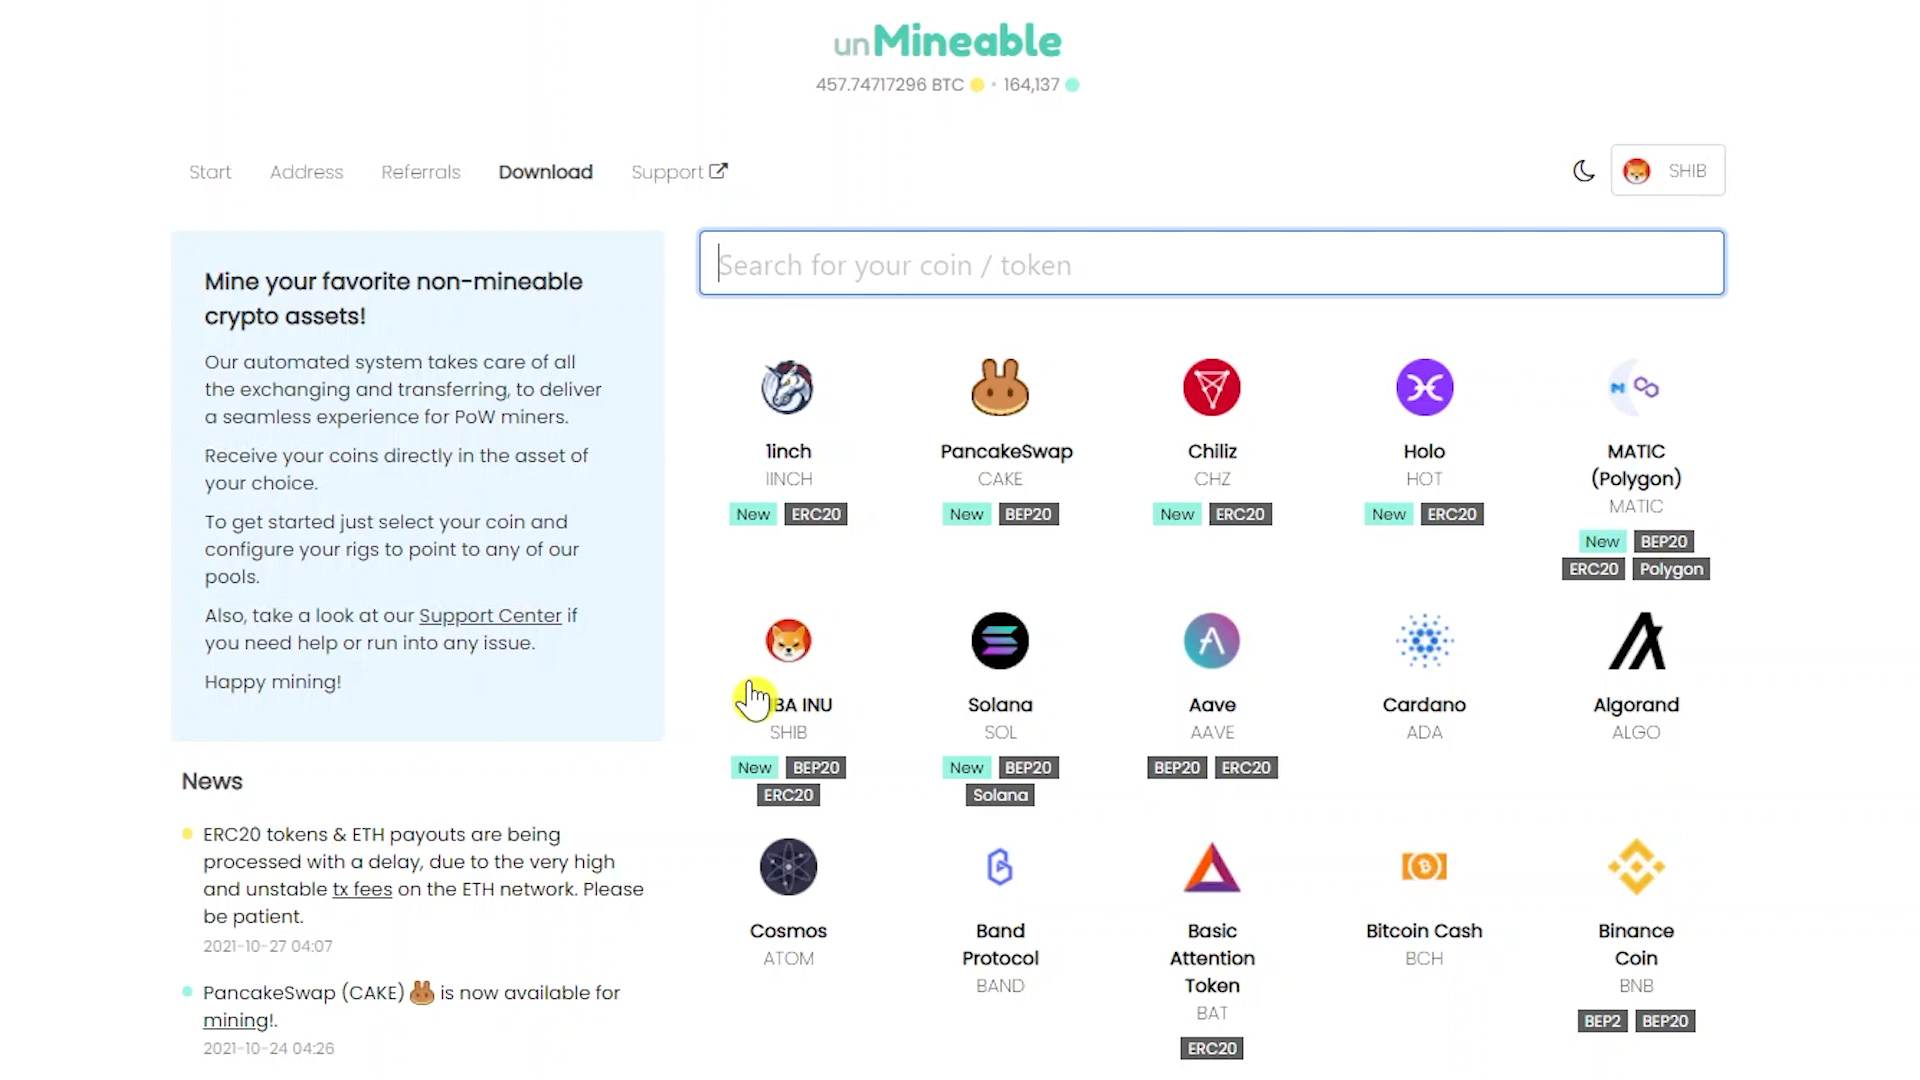 unMineable
457.74717296 BTC • 164,137
Start Address Referrals Download Support
SHIB
Mine your favorite non-mineable
crypto assets!
Our automated system takes care of all
the exchanging and transferring, to deliver
a seamless experience for PoW miners.
Receive your coins directly in the asset of
your choice.
To get started just select your coin and
configure your rigs to point to any of our
pools.
Also, take a look at our Support Center if
you need help or run into any issue.
Happy mining!
News
ERC20 tokens & ETH payouts are being
processed with a delay, due to the very high
and unstable tx fees on the ETH network. Please
be patient.
2021-10-27 04:07
PancakeSwap (CAKE) is now available for
mining!.
2021-10-24 04:26
Search for your coin / token
1inch
1INCH
New ERC20
PancakeSwap
CAKE
New BEP20
Chiliz
CHZ
New ERC20
Holo
HOT
New ERC20
MATIC
(Polygon)
MATIC
New BEP20
ERC20 Polygon
BA INU
SHIB
New BEP20
ERC20
Solana
SOL
New BEP20
Solana
Aave
AAVE
BEP20 ERC20
Cardano
ADA
Algorand
ALGO
Cosmos
ATOM
Band
Protocol
BAND
Basic
Attention
Token
BAT
ERC20
Bitcoin Cash
BCH
Binance
Coin
BNB
BEP2 BEP20